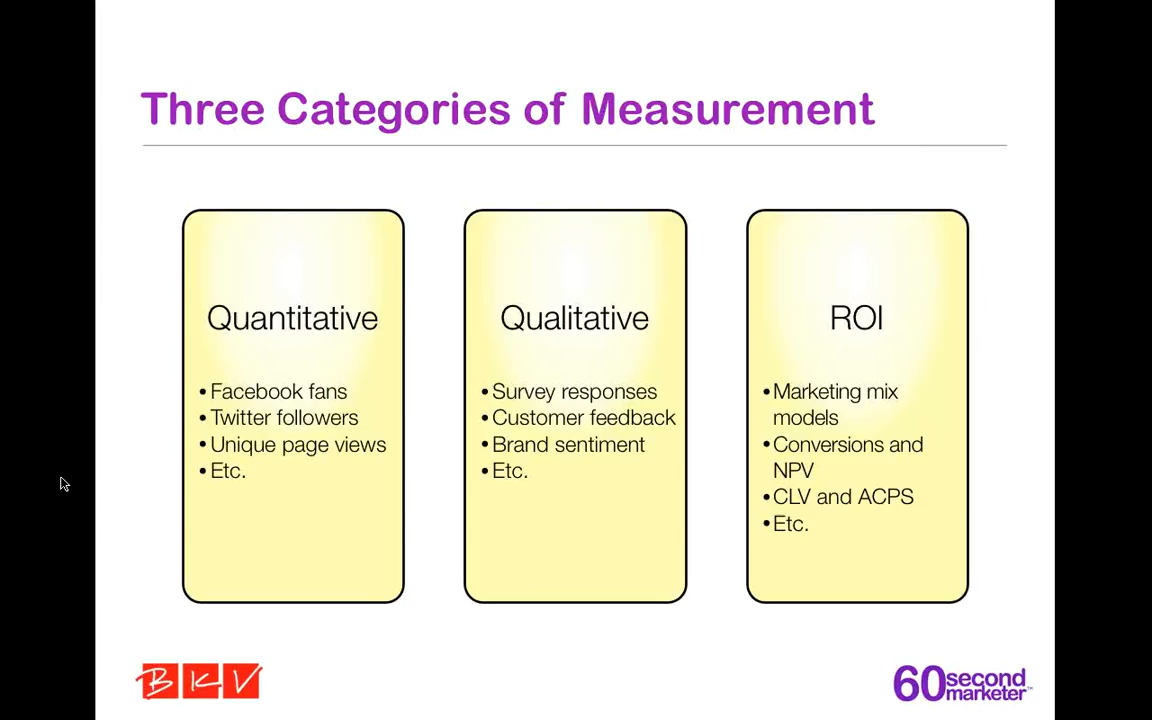 Three Categories of Measurement
Quantitative
•Facebook fans
•Twitter followers
•Unique page views
•Etc.
Qualitative
•Survey responses
•Customer feedback
•Brand sentiment
•Etc.
ROI
•Marketing mix
models
•Conversions and
NPV
•CLV and ACPS
•Etc.
BKV
60second
marketer™